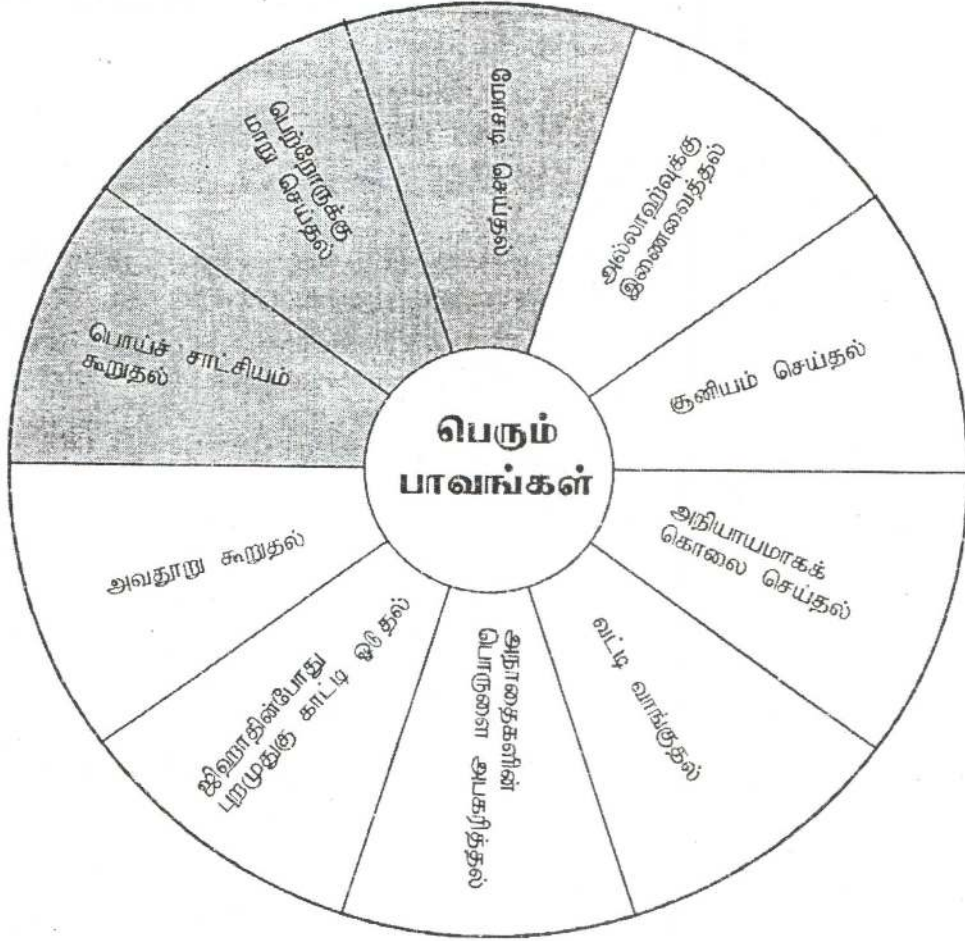 பெரும்
பாவங்கள்
அல்லாஹ்வுக்கு
இணைவைத்தல்
சூனியம் செய்தல்
அநியாயமாகக்
கொலை செய்தல்
வட்டி வாங்குதல்
அநாதைகளின்
பொருளை அபகரித்தல்
ஜிஹாதின்போது
புறமுதுகு காட்டி ஓடுதல்
அவதூறு கூறுதல்
பொய்ச் சாட்சியம்
கூறுதல்
பெற்றோருக்கு
மாறு செய்தல்
மோசடி செய்தல்